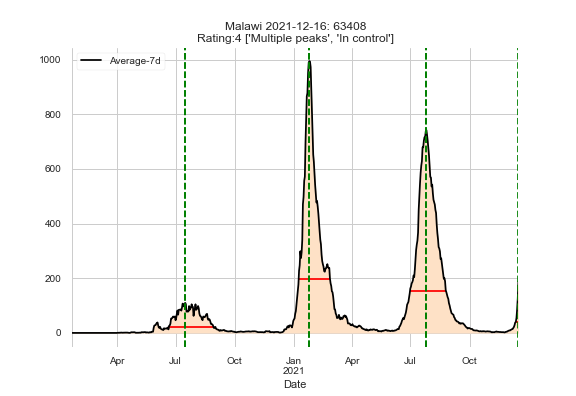 Malawi 2021-12-16: 63408
Rating:4 ['Multiple peaks', 'In control']
Average-7d
1000
800
600
400
200
0
Apr Jul Oct Jan Apr Jul Oct
2021
Date